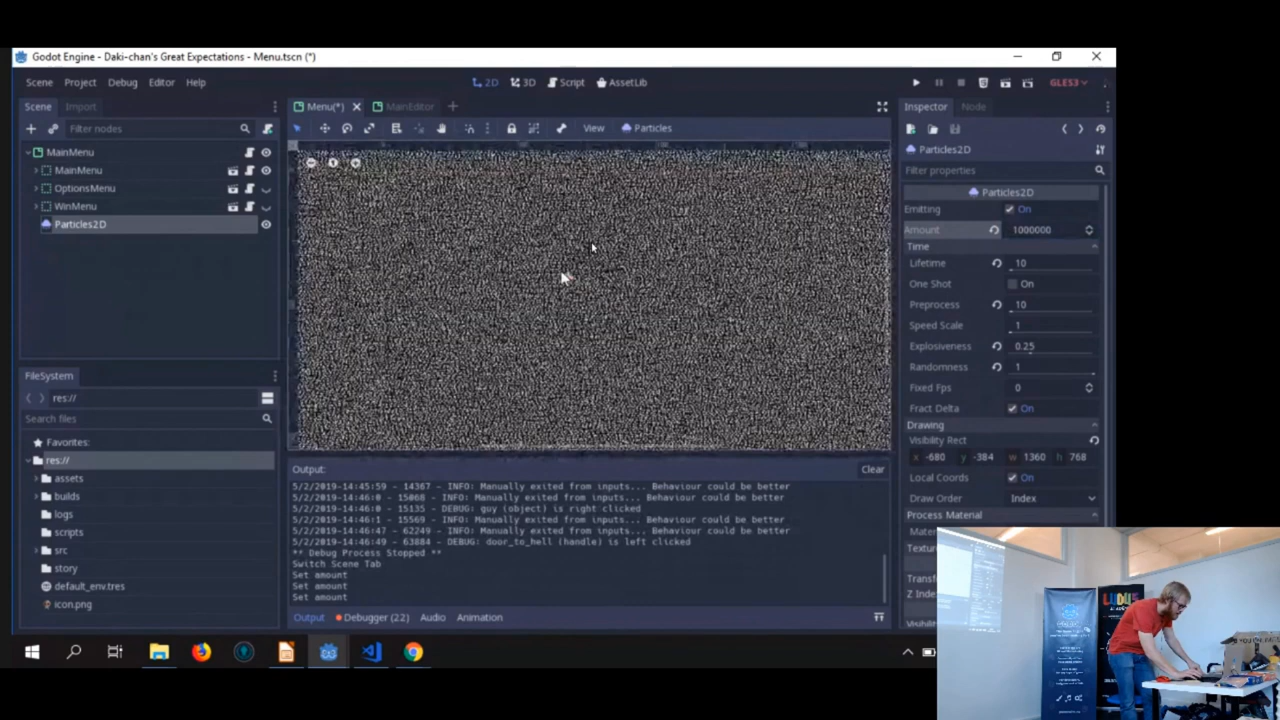 Godot Engine - Daki-chan's Great Expectations - Menu.tscn (*)
Scene Project Debug Editor Help
2D 3D Script AssetLib
GLES3
Scene Import
Filter nodes
MainMenu
MainMenu
OptionsMenu
WinMenu
Particles2D
FileSystem
res://
Search files
Favorites:
res://
assets
builds
logs
scripts
src
story
default_env.tres
icon.png
Menu(*) MainEditor
View Particles
Output:
Clear
5/2/2019-14:45:59 - 14387 - INFO: Manually exited from inputs... Behaviour could be better
5/2/2019-14:46:0 - 15068 - INFO: Manually exited from inputs... Behaviour could be better
5/2/2019-14:46:0 - 15135 - DEBUG: guy (object) is right clicked
5/2/2019-14:46:1 - 15569 - INFO: Manually exited from inputs... Behaviour could be better
5/2/2019-14:46:47 - 62249 - INFO: Manually exited from inputs... Behaviour could be better
5/2/2019-14:46:49 - 63884 - DEBUG: door_to_hell (handle) is left clicked
** Debug Process Stopped **
Switch Scene Tab
Set amount
Set amount
Set amount
Output Debugger (22) Audio Animation
Inspector Node
Particles2D
Filter properties
Particles2D
Emitting On
Amount 1000000
Time
Lifetime 10
One Shot On
Preprocess 10
Speed Scale 1
Explosiveness 0.25
Randomness 1
Fixed Fps 0
Fract Delta On
Drawing
Visibility Rect
x -680 y -384 w 1360 h 768
Local Coords On
Draw Order Index
Process Material
Z Inde
LUDUS